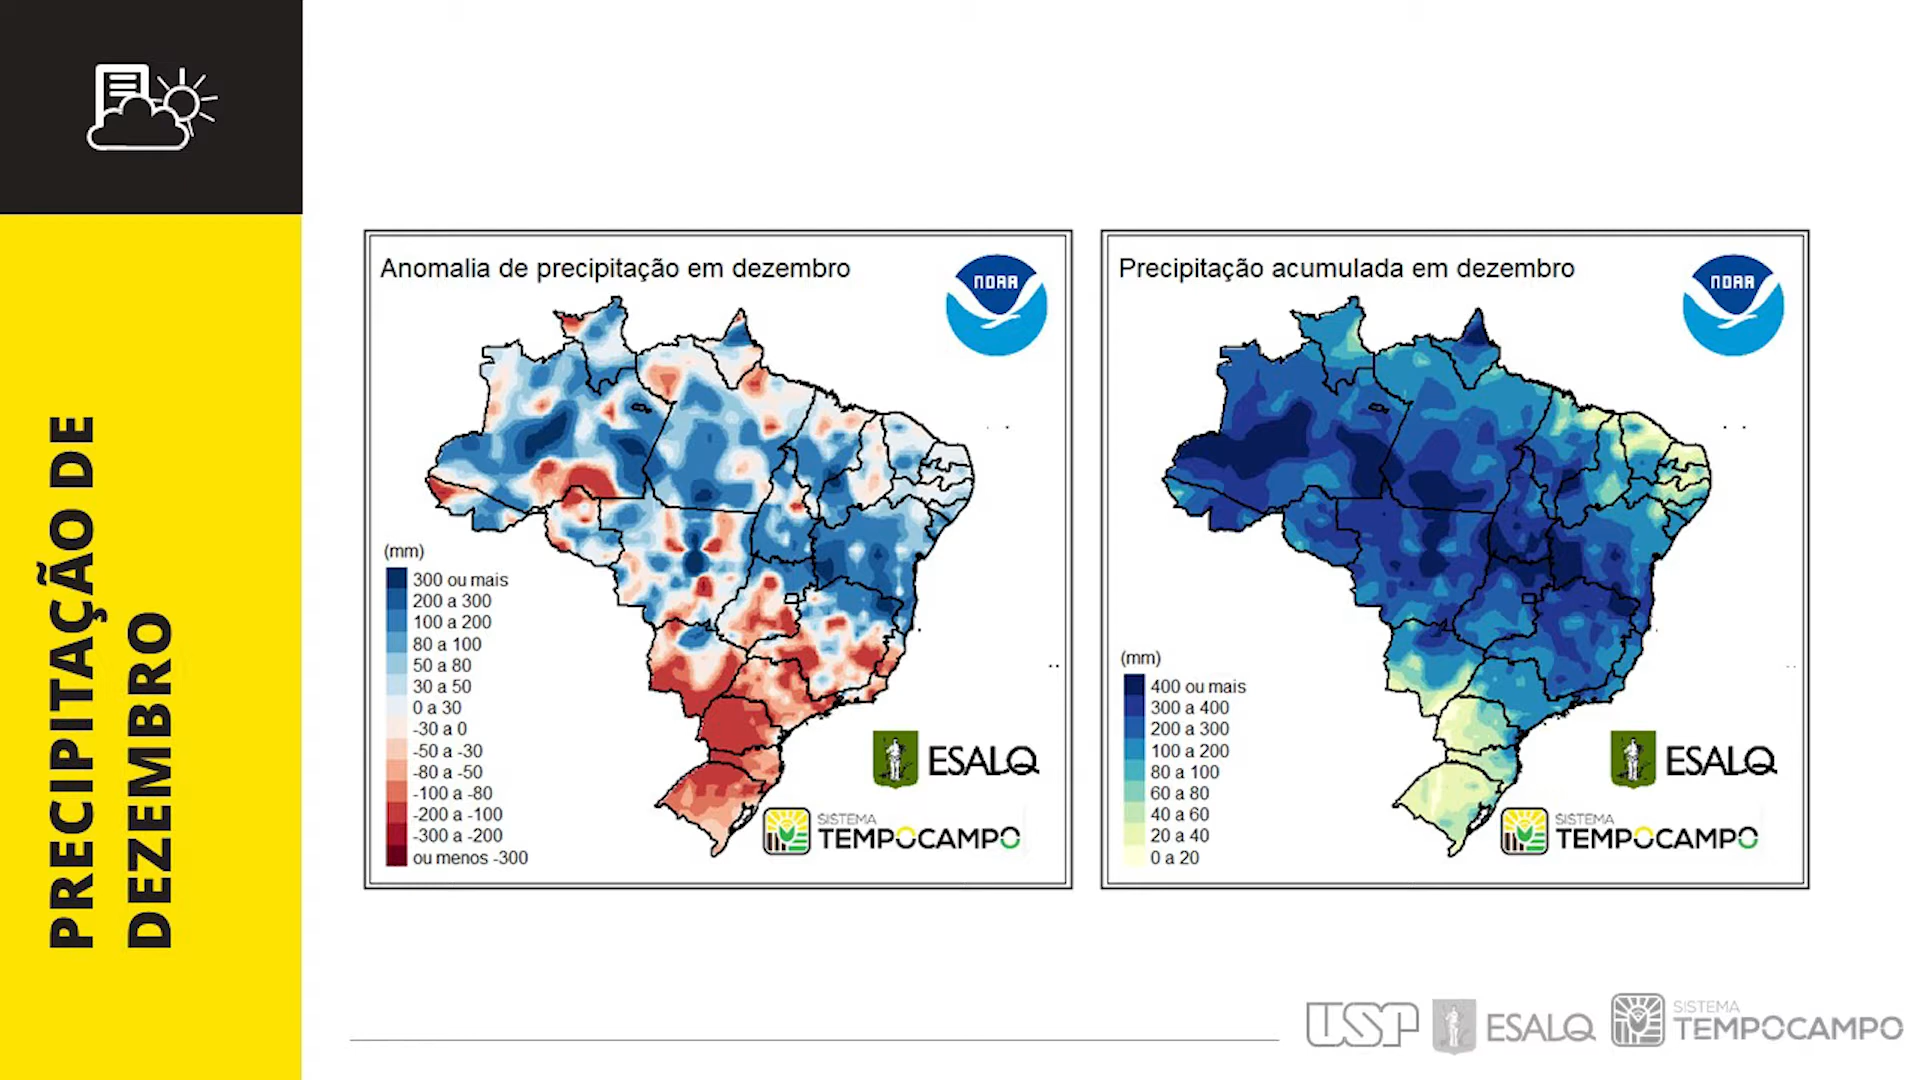 PRECIPITAÇÃO DE
DEZEMBRO
Anomalia de precipitação em dezembro
NOAA
(mm)
300 ou mais
200 a 300
100 a 200
80 a 100
50 a 80
30 a 50
0 a 30
-30 a 0
-50 a -30
-80 a -50
-100 a -80
-200 a -100
-300 a -200
ou menos -300
ESALQ
SISTEMA
TEMPOCAMPO
Precipitação acumulada em dezembro
NOAA
(mm)
400 ou mais
300 a 400
200 a 300
100 a 200
80 a 100
60 a 80
40 a 60
20 a 40
0 a 20
ESALQ
SISTEMA
TEMPOCAMPO
USP
ESALQ
SISTEMA
TEMPOCAMPO